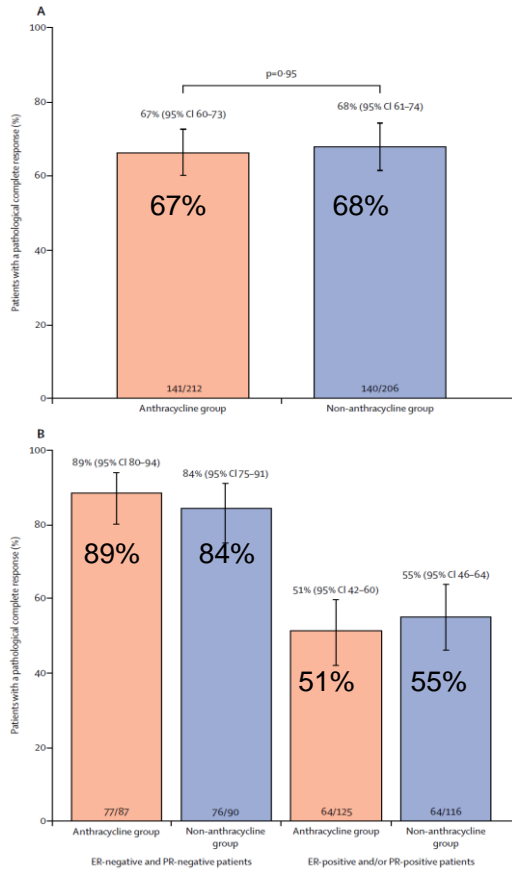 A
Patients with a pathological complete response (%)
100
80
60
40
20
0
p=0·95
67% (95% CI 60–73)
68% (95% CI 61–74)
67%
68%
141/212
140/206
Anthracycline group
Non-anthracycline group
B
Patients with a pathological complete response (%)
100
80
60
40
20
0
89% (95% CI 80–94)
84% (95% CI 75–91)
51% (95% CI 42–60)
55% (95% CI 46–64)
89%
84%
51%
55%
77/87
76/90
64/125
64/116
Anthracycline group
Non-anthracycline
group
Anthracycline group
Non-anthracycline
group
ER-negative and PR-negative patients
ER-positive and/or PR-positive patients